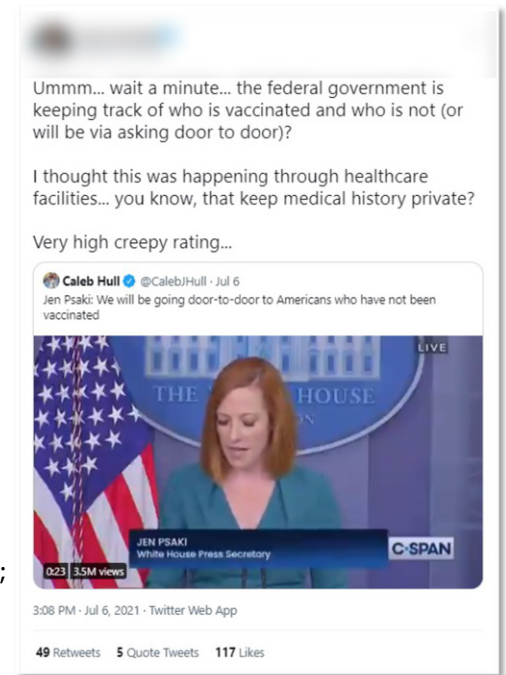 Ummm... wait a minute... the federal government is
keeping track of who is vaccinated and who is not (or
will be via asking door to door)?
I thought this was happening through healthcare
facilities... you know, that keep medical history private?
Very high creepy rating...
Caleb Hull @CalebJHull · Jul 6
Jen Psaki: We will be going door-to-door to Americans who have not been
vaccinated
LIVE
THE HOUSE
ON
JEN PSAKI
White House Press Secretary
C-SPAN
0:23 3.5M views
;
3:08 PM · Jul 6, 2021 · Twitter Web App
49 Retweets 5 Quote Tweets 117 Likes